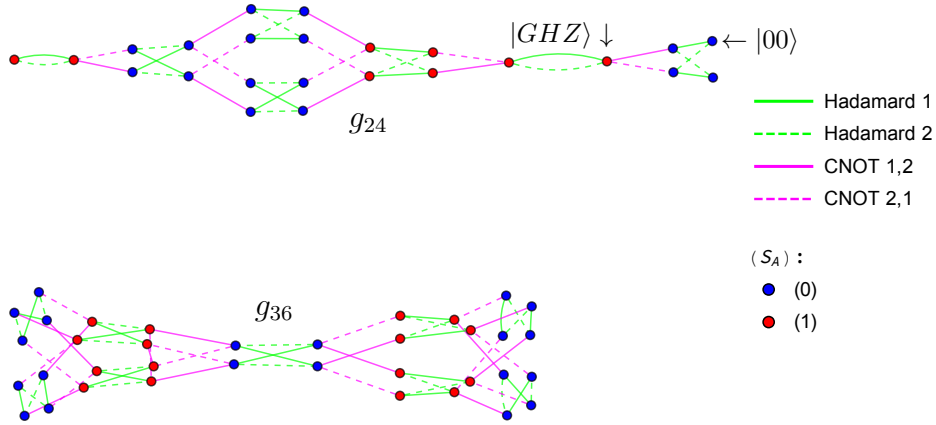 |GHZ⟩ ↓
← |00⟩
g₂₄
Hadamard 1
Hadamard 2
CNOT 1,2
CNOT 2,1
g₃₆
(S_A) :
(0)
(1)